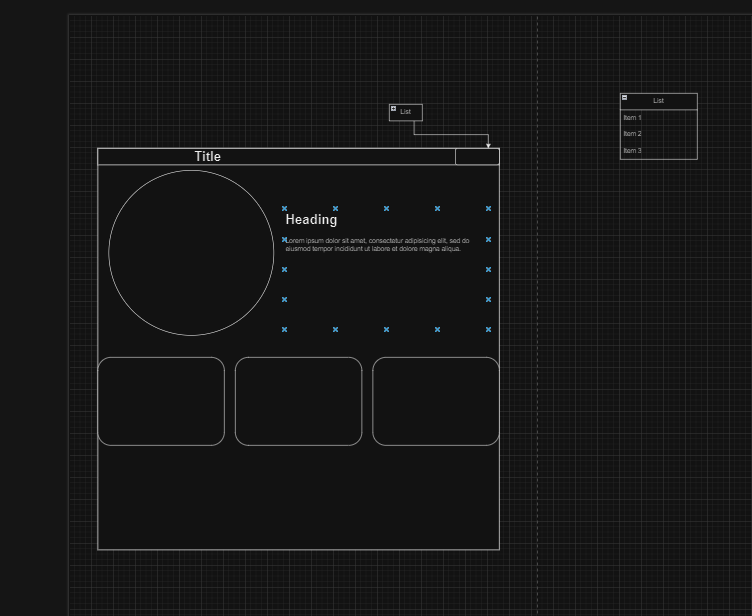 List
Title
Heading
Lorem ipsum dolor sit amet, consectetur adipisicing elit, sed do
eiusmod tempor incididunt ut labore et dolore magna aliqua.
List
Item 1
Item 2
Item 3